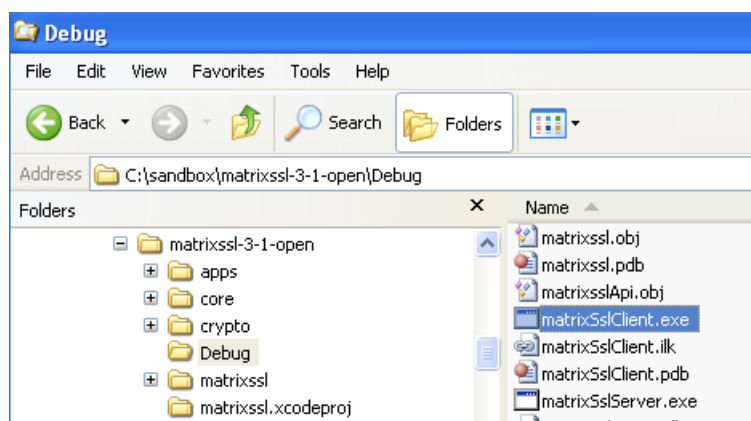 Debug
File Edit View Favorites Tools Help
Back Search Folders
Address C:\sandbox\matrixssl-3-1-open\Debug
Folders x Name
matrixssl-3-1-open
apps
core
crypto
Debug
matrixssl
matrixssl.xcodeproj
matrixssl.obj
matrixssl.pdb
matrixsslApi.obj
matrixSslClient.exe
matrixSslClient.ilk
matrixSslClient.pdb
matrixSslServer.exe